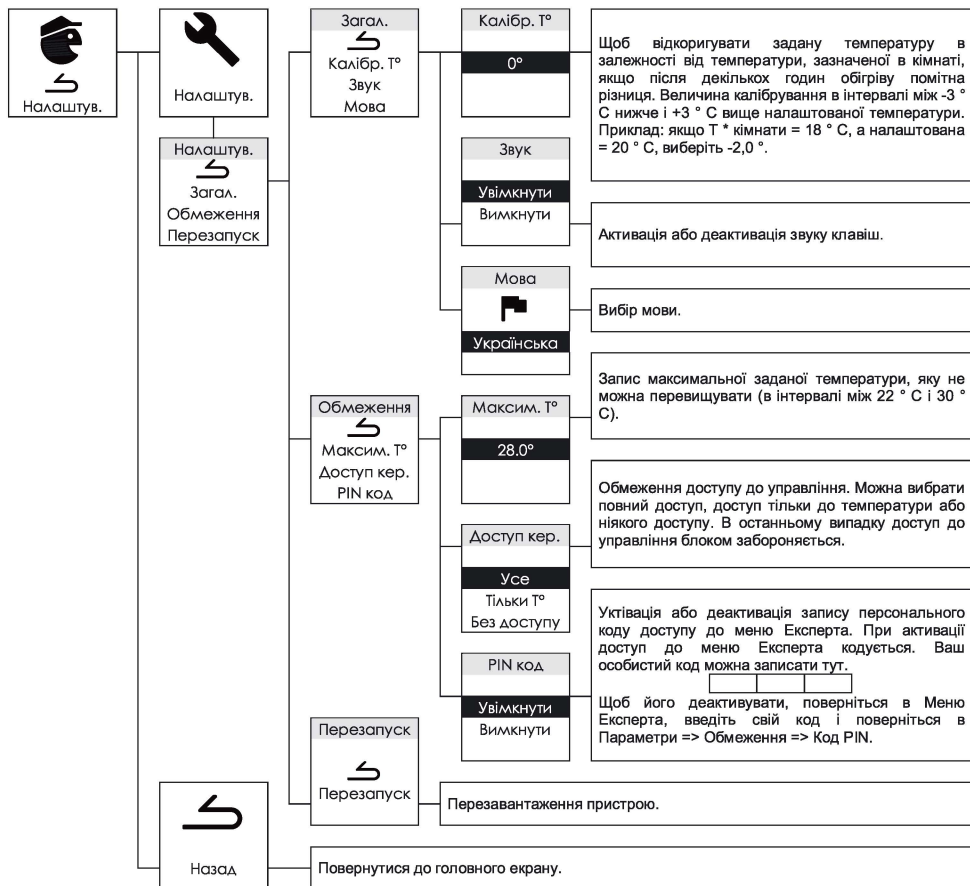 Налаштув.
Налаштув.
Налаштув.
Загал.
Обмеження
Перезапуск
Загал.
Калібр. Т°
Звук
Мова
Калібр. Т°
0°
Щоб відкоригувати задану температуру в
залежності від температури, зазначеної в кімнаті,
якщо після декількох годин обігріву помітна
різниця. Величина калібрування в інтервалі між -3 °
С нижче і +3 ° С вище налаштованої температури.
Приклад: якщо Т * кімнати = 18 ° С, а налаштована
= 20 ° С, виберіть -2,0 °.
Звук
Увімкнути
Вимкнути
Активація або деактивація звуку клавіш.
Мова
Українська
Вибір мови.
Обмеження
Максим. Т°
Доступ кер.
PIN код
Максим. Т°
28.0°
Запис максимальної заданої температури, яку не
можна перевищувати (в інтервалі між 22 ° С і 30 °
С).
Доступ кер.
Усе
Тільки Т°
Без доступу
Обмеження доступу до управління. Можна вибрати
повний доступ, доступ тільки до температури або
ніякого доступу. В останньому випадку доступ до
управління блоком забороняється.
PIN код
Увімкнути
Вимкнути
Уктівація або деактивація запису персонального
коду доступу до меню Експерта. При активації
доступ до меню Експерта кодується. Ваш
особистий код можна записати тут.
Щоб його деактивувати, поверніться в Меню
Експерта, введіть свій код і поверніться в
Параметри => Обмеження => Код PIN.
Перезапуск
Перезапуск
Перезавантаження пристрою.
Назад
Повернутися до головного екрану.